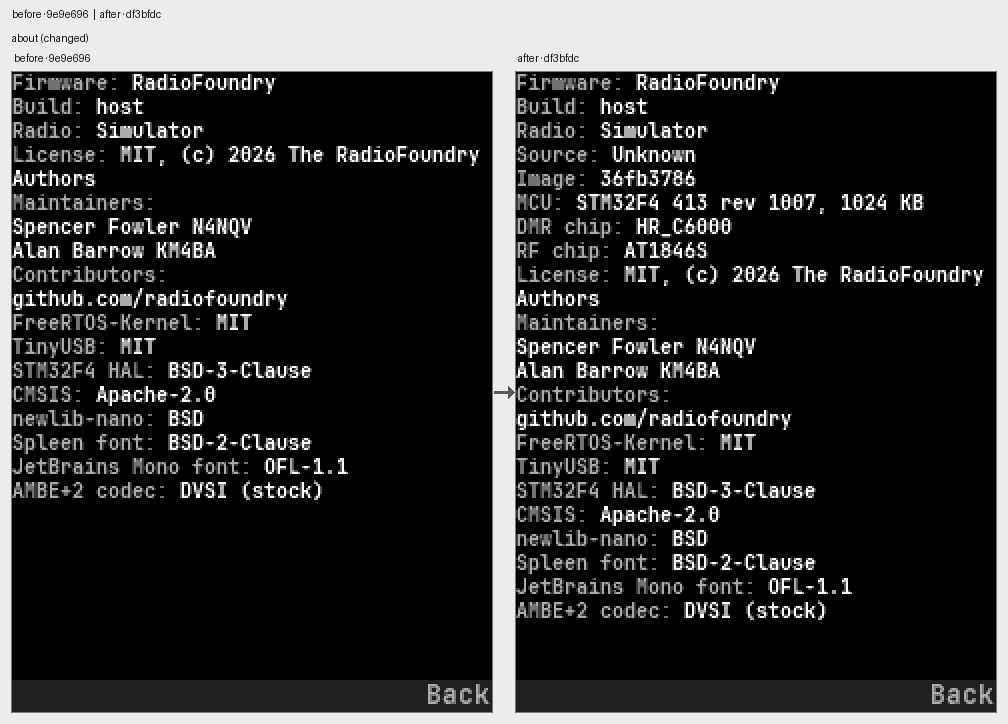 before · 9e9e696 | after · df3bfdc
about (changed)
before · 9e9e696
Firmware: RadioFoundry
Build: host
Radio: Simulator
License: MIT, (c) 2026 The RadioFoundry
Authors
Maintainers:
Spencer Fowler N4NQV
Alan Barrow KM4BA
Contributors:
github.com/radiofoundry
FreeRTOS-Kernel: MIT
TinyUSB: MIT
STM32F4 HAL: BSD-3-Clause
CMSIS: Apache-2.0
newlib-nano: BSD
Spleen font: BSD-2-Clause
JetBrains Mono font: OFL-1.1
AMBE+2 codec: DVSI (stock)
Back
after · df3bfdc
Firmware: RadioFoundry
Build: host
Radio: Simulator
Source: Unknown
Image: 36fb3786
MCU: STM32F4 413 rev 1007, 1024 KB
DMR chip: HR_C6000
RF chip: AT1846S
License: MIT, (c) 2026 The RadioFoundry
Authors
Maintainers:
Spencer Fowler N4NQV
Alan Barrow KM4BA
Contributors:
github.com/radiofoundry
FreeRTOS-Kernel: MIT
TinyUSB: MIT
STM32F4 HAL: BSD-3-Clause
CMSIS: Apache-2.0
newlib-nano: BSD
Spleen font: BSD-2-Clause
JetBrains Mono font: OFL-1.1
AMBE+2 codec: DVSI (stock)
Back